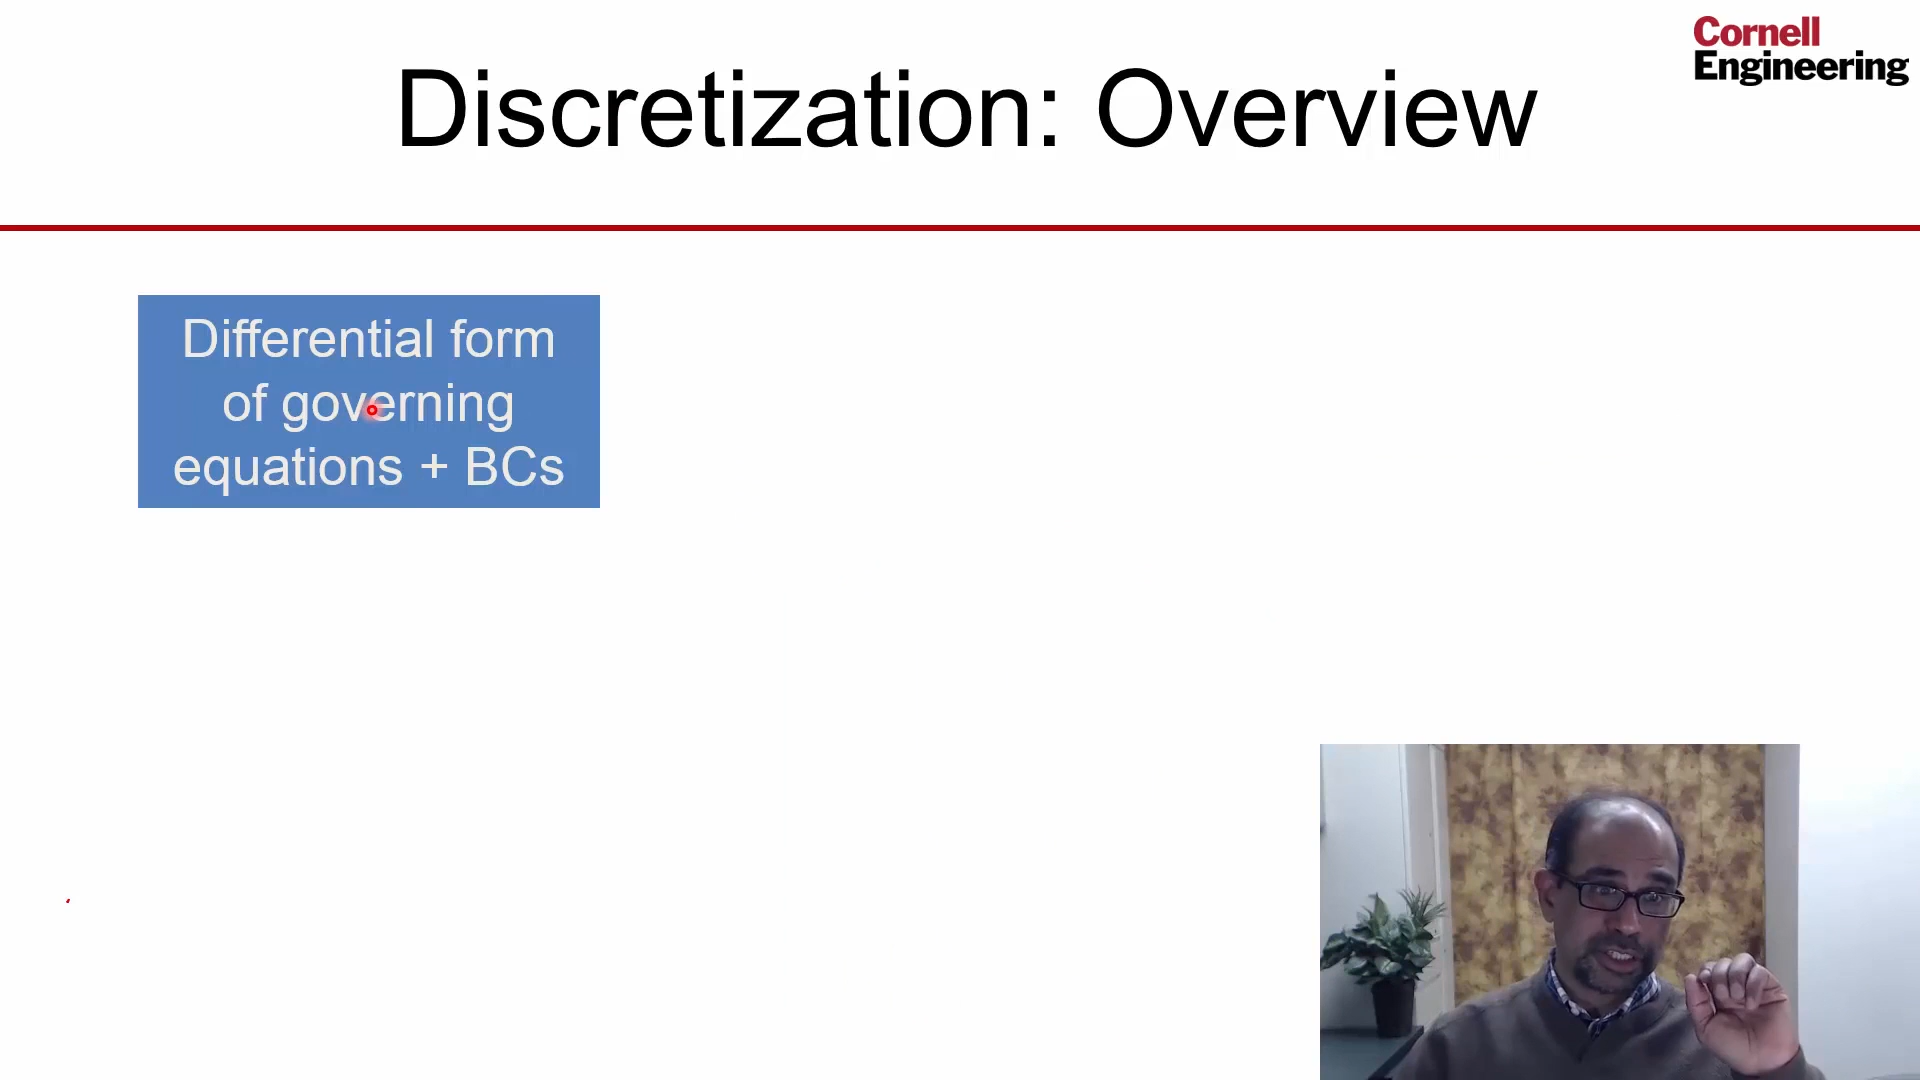 Cornell
Engineering
Discretization: Overview
Differential form
of governing
equations + BCs